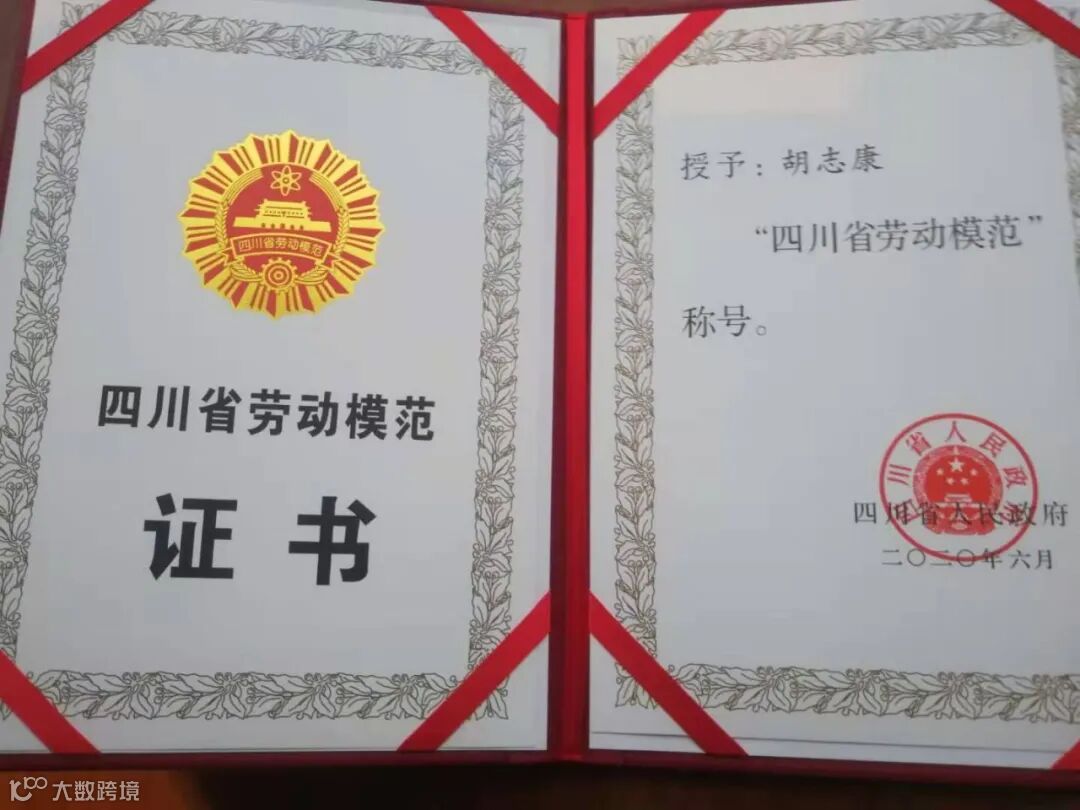 四川省劳动模范
四川省劳动模范
证书
授予：胡志康
“四川省劳动模范”
称号。
四川省人民政府
四川省人民政府
二〇二〇年六月
大数跨境